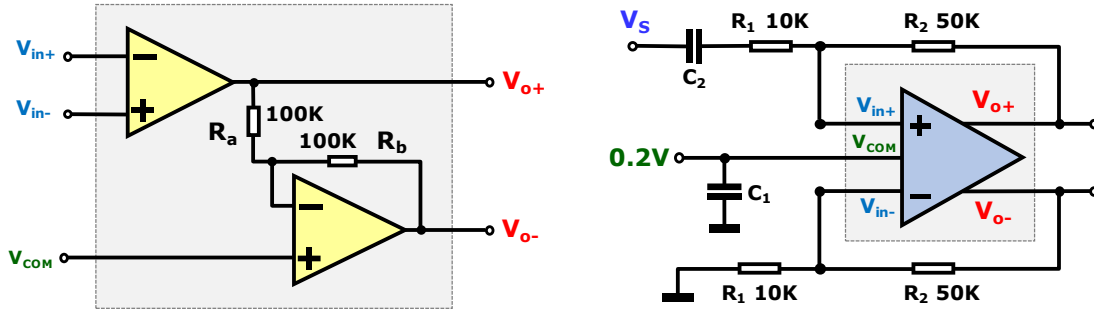 Vin+
Vin-
VCOM
100K
Ra
100K
Rb
Vo+
Vo-
VS
C2
R1 10K
R2 50K
Vin+
VCOM
Vin-
Vo+
Vo-
0.2V
C1
R1 10K
R2 50K